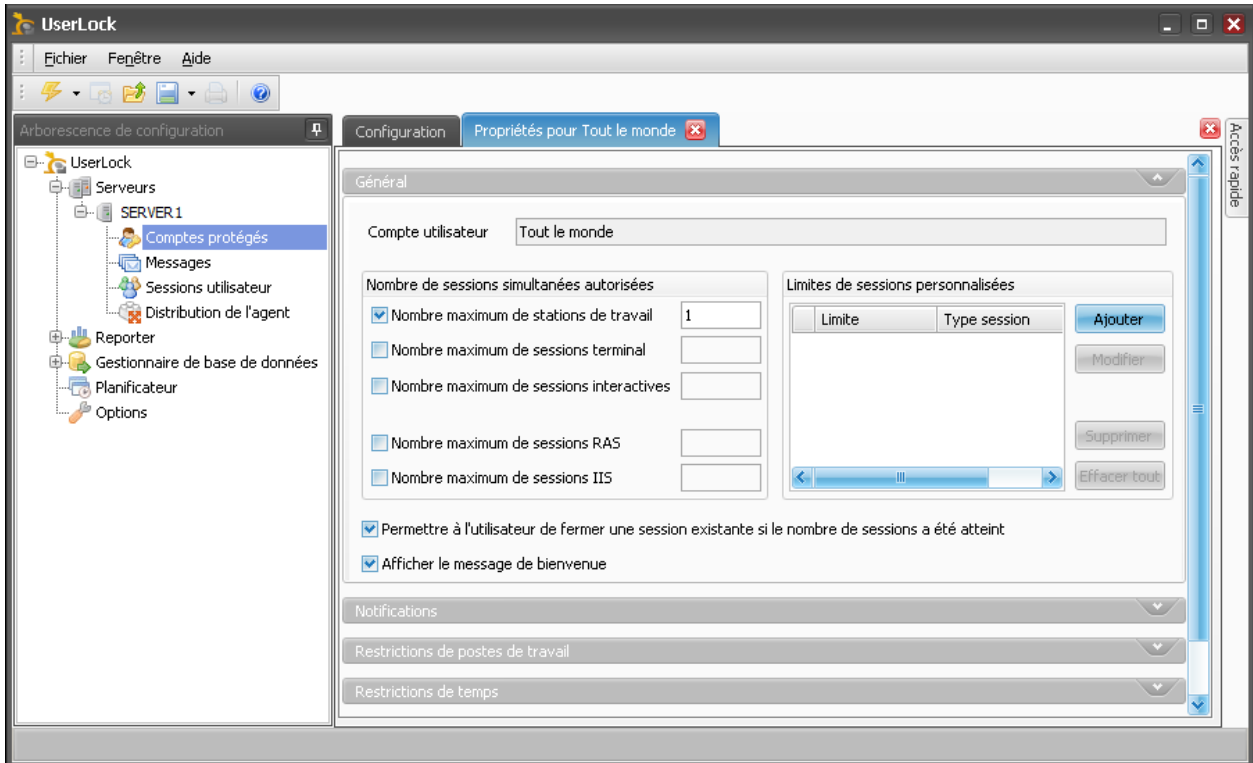 UserLock
Fichier Fenêtre Aide
Arborescence de configuration
UserLock
Serveurs
SERVER1
Comptes protégés
Messages
Sessions utilisateur
Distribution de l'agent
Reporter
Gestionnaire de base de données
Planificateur
Options
Configuration
Propriétés pour Tout le monde
Général
Compte utilisateur Tout le monde
Nombre de sessions simultanées autorisées
Nombre maximum de stations de travail 1
Nombre maximum de sessions terminal
Nombre maximum de sessions interactives
Nombre maximum de sessions RAS
Nombre maximum de sessions IIS
Limites de sessions personnalisées
Limite Type session
Ajouter
Modifier
Supprimer
Effacer tout
Permettre à l'utilisateur de fermer une session existante si le nombre de sessions a été atteint
Afficher le message de bienvenue
Notifications
Restrictions de postes de travail
Restrictions de temps
Accès rapide